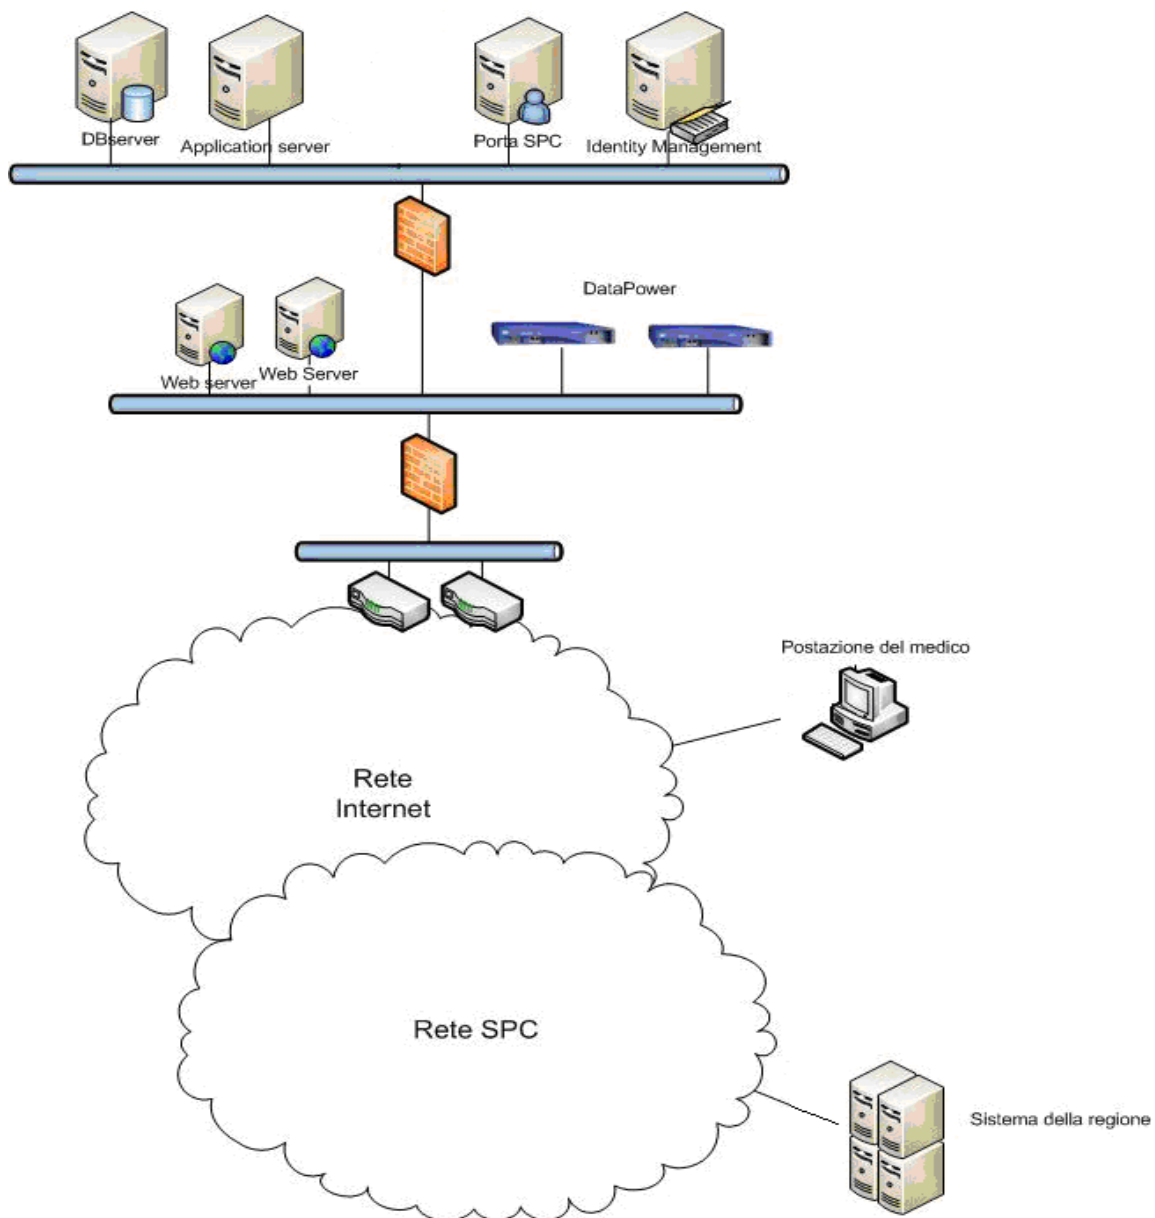 DBserver
Application server
Porta SPC
Identity Management
DataPower
Web server
Web Server
Postazione del medico
Rete
Internet
Rete SPC
Sistema della regione